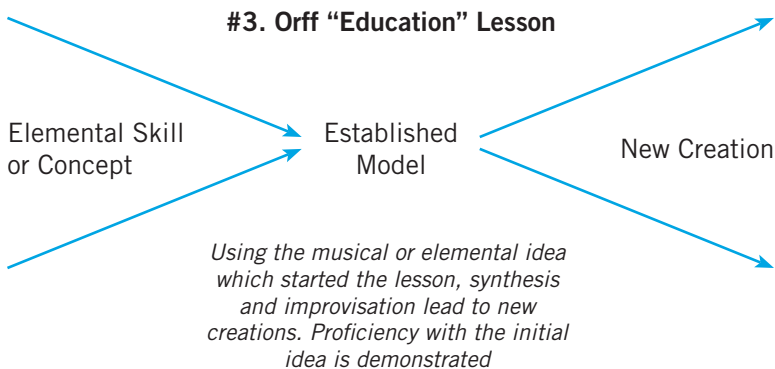 #3. Orff “Education” Lesson
Elemental Skill
or Concept
Established
Model
New Creation
Using the musical or elemental idea
which started the lesson, synthesis
and improvisation lead to new
creations. Proficiency with the initial
idea is demonstrated